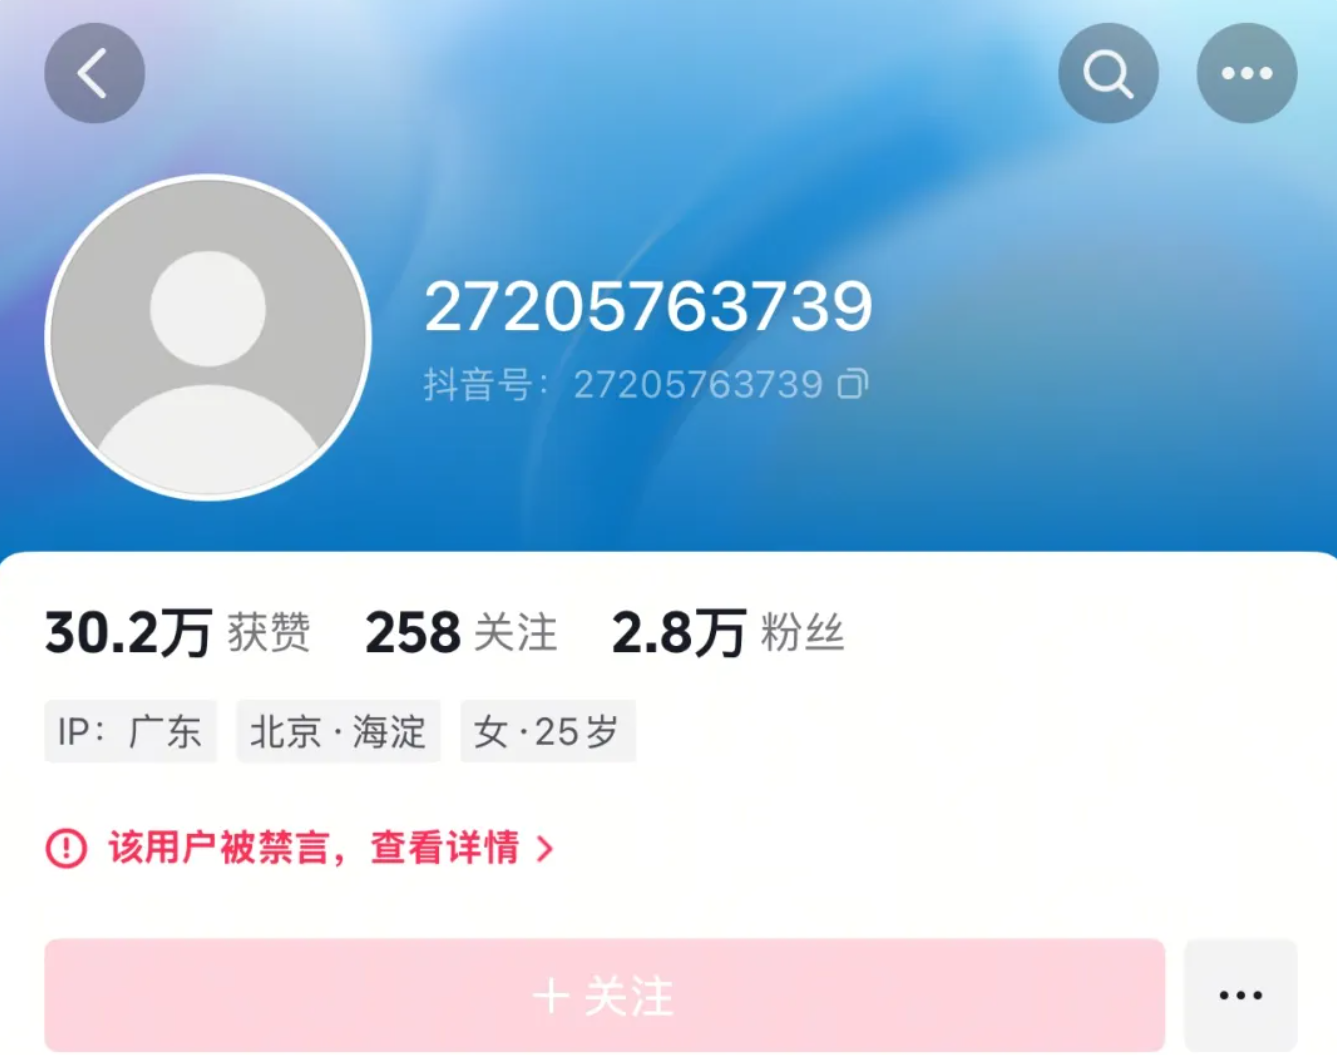 27205763739
抖音号：27205763739
30.2万 获赞 258 关注 2.8万 粉丝
IP：广东 北京·海淀 女·25岁
该用户被禁言，查看详情
关注